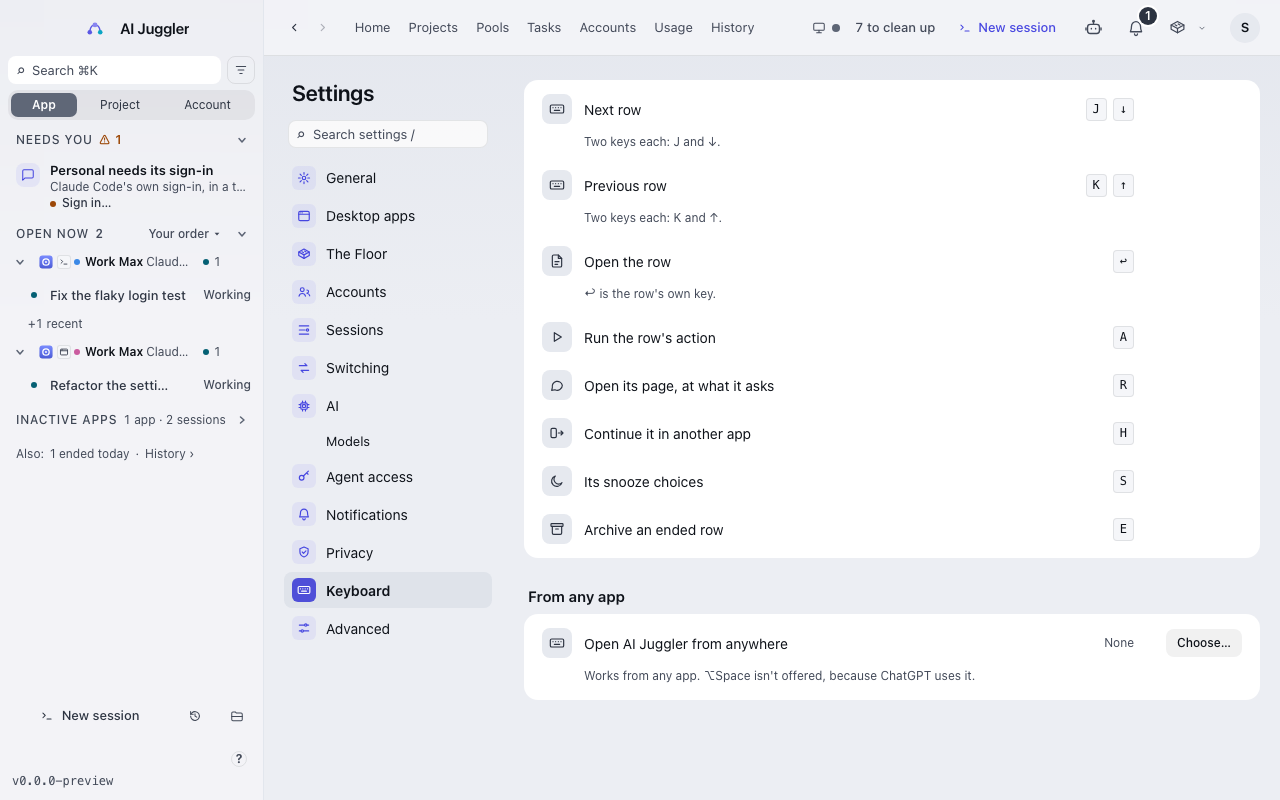 AI Juggler
Search ⌘K
App
Project
Account
NEEDS YOU 1
Personal needs its sign-in
Claude Code's own sign-in, in a t…
Sign in…
OPEN NOW 2
Your order
Work Max Claud… 1
Fix the flaky login test Working
+1 recent
Work Max Claud… 1
Refactor the setti… Working
INACTIVE APPS 1 app · 2 sessions
Also: 1 ended today · History ›
New session
?
v0.0.0-preview
Home
Projects
Pools
Tasks
Accounts
Usage
History
7 to clean up
New session
1
S
Settings
Search settings /
General
Desktop apps
The Floor
Accounts
Sessions
Switching
AI
Models
Agent access
Notifications
Privacy
Keyboard
Advanced
Next row J ↓
Two keys each: J and ↓.
Previous row K ↑
Two keys each: K and ↑.
Open the row ↩
↩ is the row's own key.
Run the row's action A
Open its page, at what it asks R
Continue it in another app H
Its snooze choices S
Archive an ended row E
From any app
Open AI Juggler from anywhere None Choose…
Works from any app. ⌥Space isn't offered, because ChatGPT uses it.